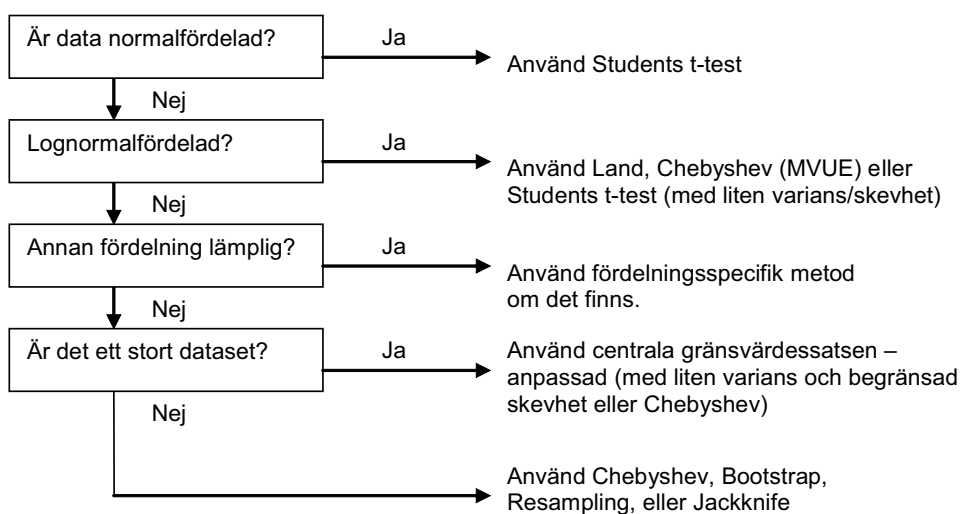 Är data normalfördelad?
Ja
Använd Students t-test
Nej
Lognormalfördelad?
Ja
Använd Land, Chebyshev (MVUE) eller
Students t-test (med liten varians/skevhet)
Nej
Annan fördelning lämplig?
Ja
Använd fördelningsspecifik metod
om det finns.
Nej
Är det ett stort dataset?
Ja
Använd centrala gränsvärdessatsen –
anpassad (med liten varians och begränsad
skevhet eller Chebyshev)
Nej
Använd Chebyshev, Bootstrap,
Resampling, eller Jackknife